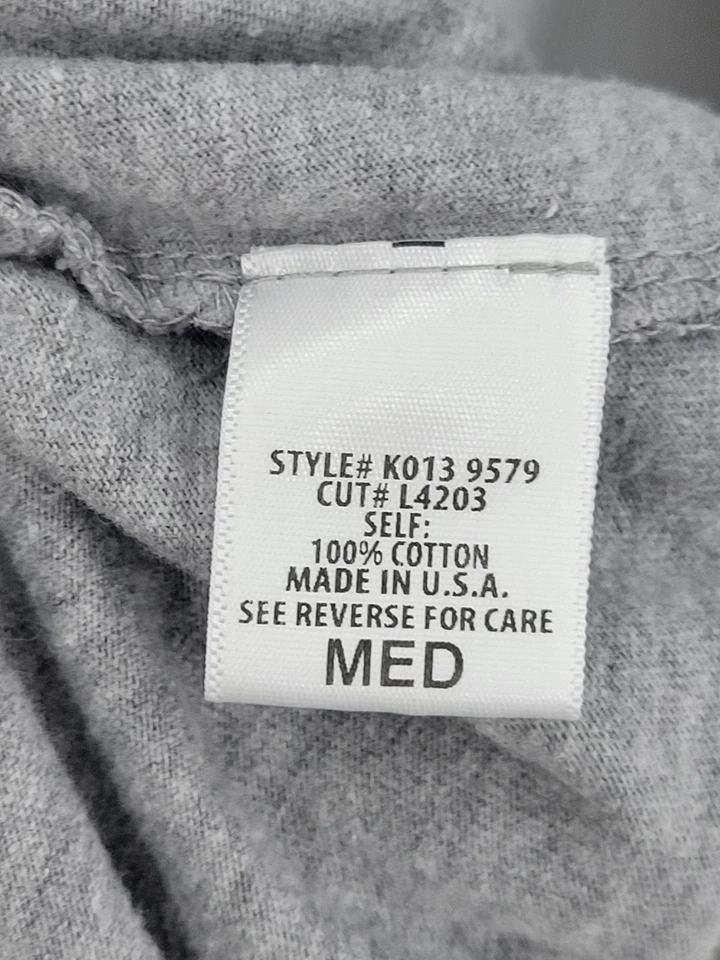 STYLE# K013 9579
CUT# L4203
SELF:
100% COTTON
MADE IN U.S.A.
SEE REVERSE FOR CARE
MED